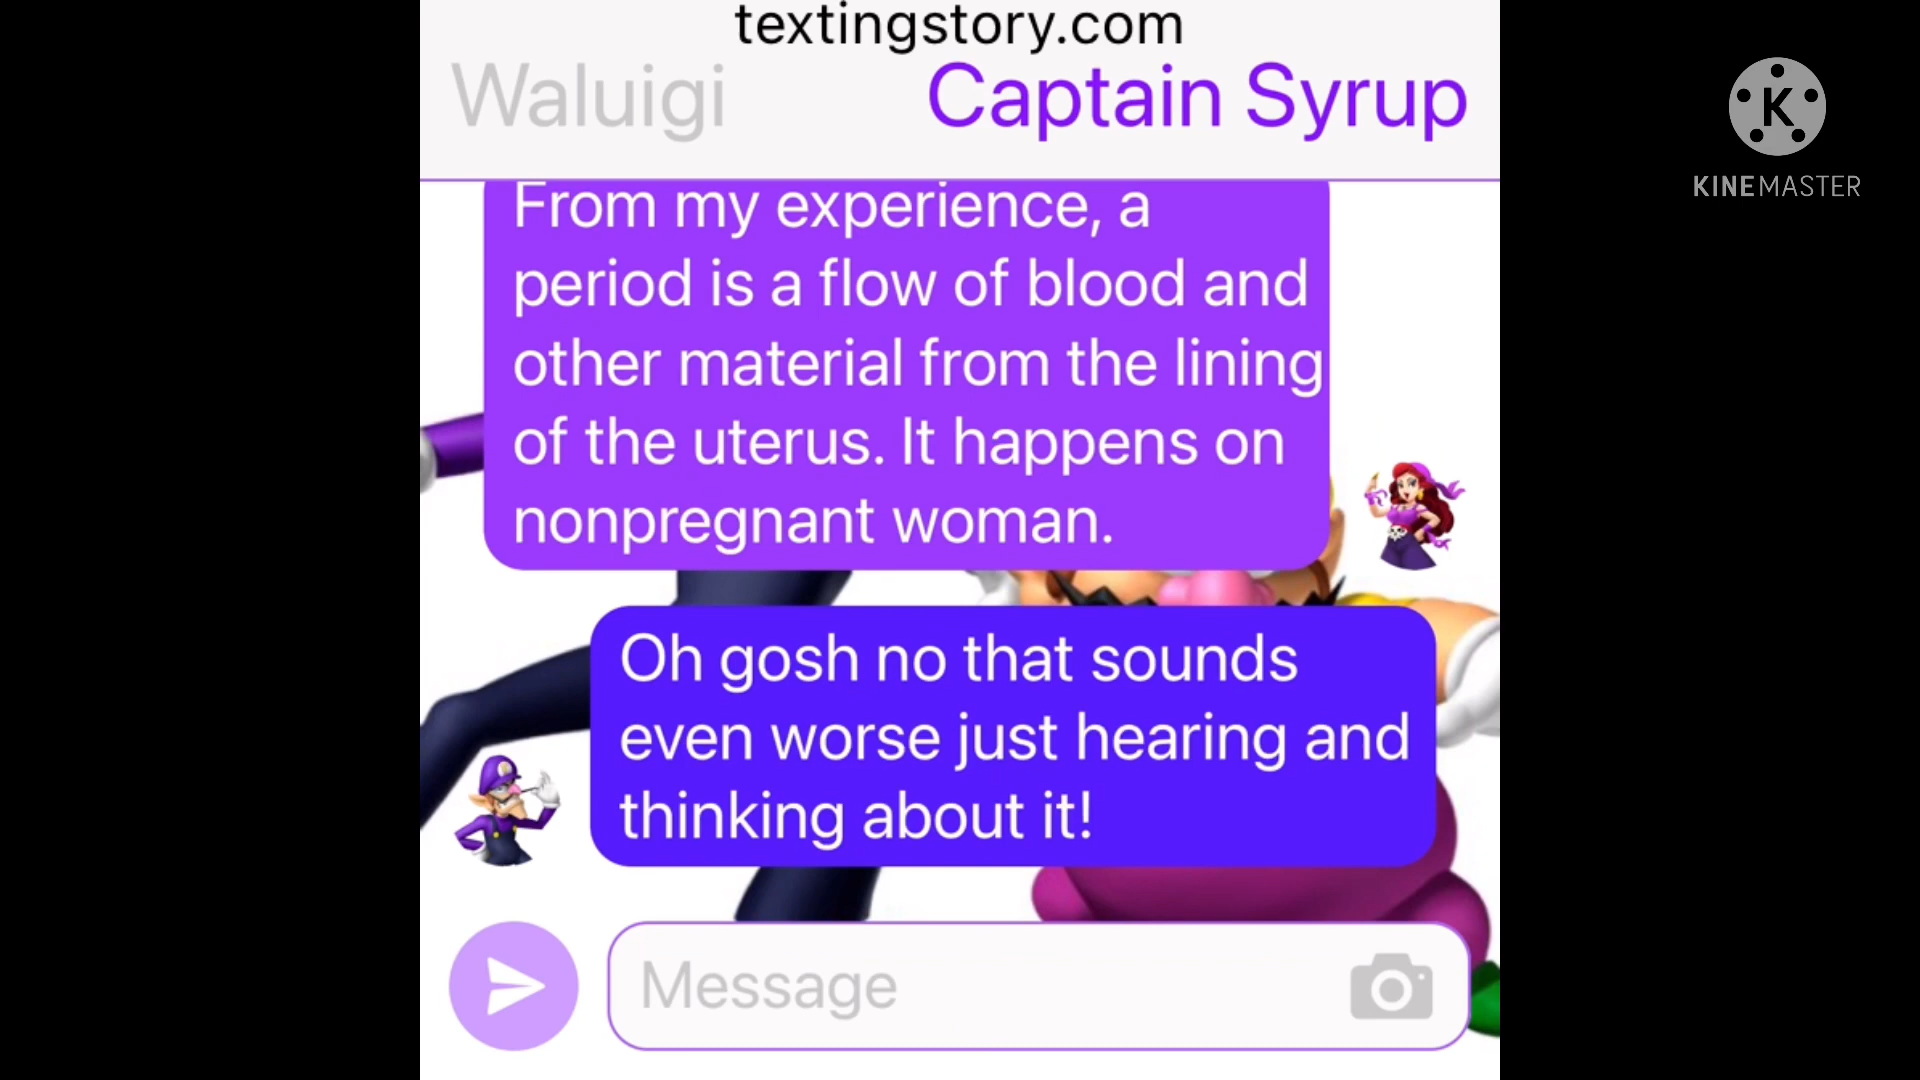 textingstory.com
Waluigi
Captain Syrup
K
KINEMASTER
From my experience, a
period is a flow of blood and
other material from the lining
of the uterus. It happens on
nonpregnant woman.
Oh gosh no that sounds
even worse just hearing and
thinking about it!
Message